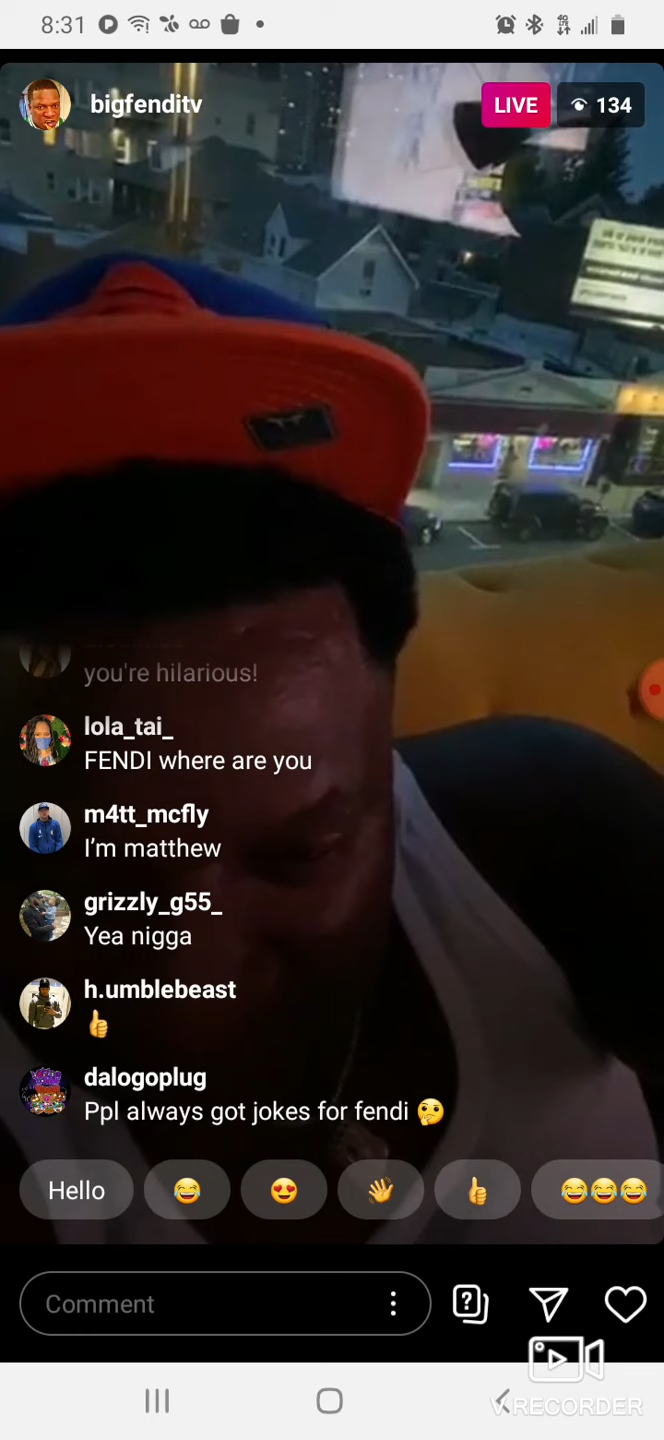 8:31
bigfenditv
LIVE
134
you're hilarious!
lola_tai_
FENDI where are you
m4tt_mcfly
I'm matthew
grizzly_g55_
Yea nigga
h.umblebeast
👍
dalogoplug
Ppl always got jokes for fendi 🤔
Hello 😂 😍 👋 👍 😂😂😂
Comment
V RECORDER